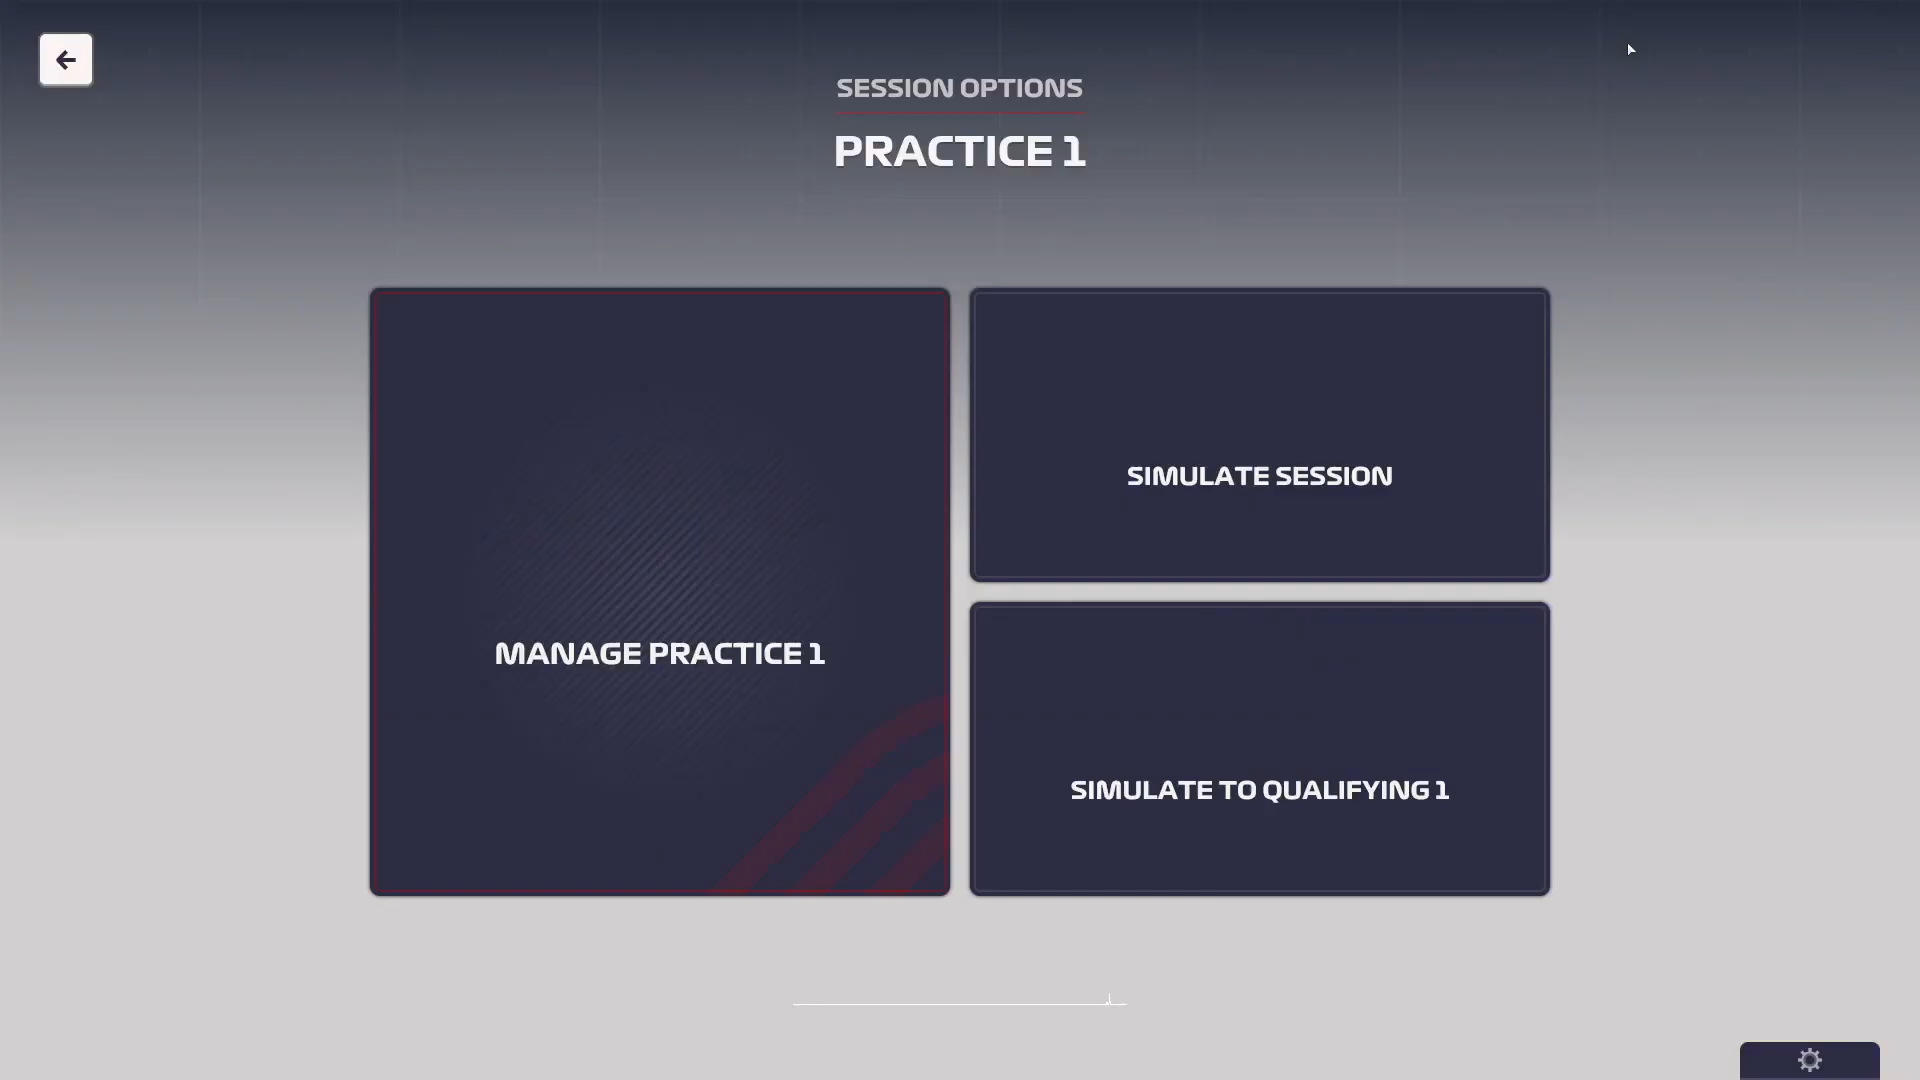 SESSION OPTIONS
PRACTICE 1
MANAGE PRACTICE 1
SIMULATE SESSION
SIMULATE TO QUALIFYING 1